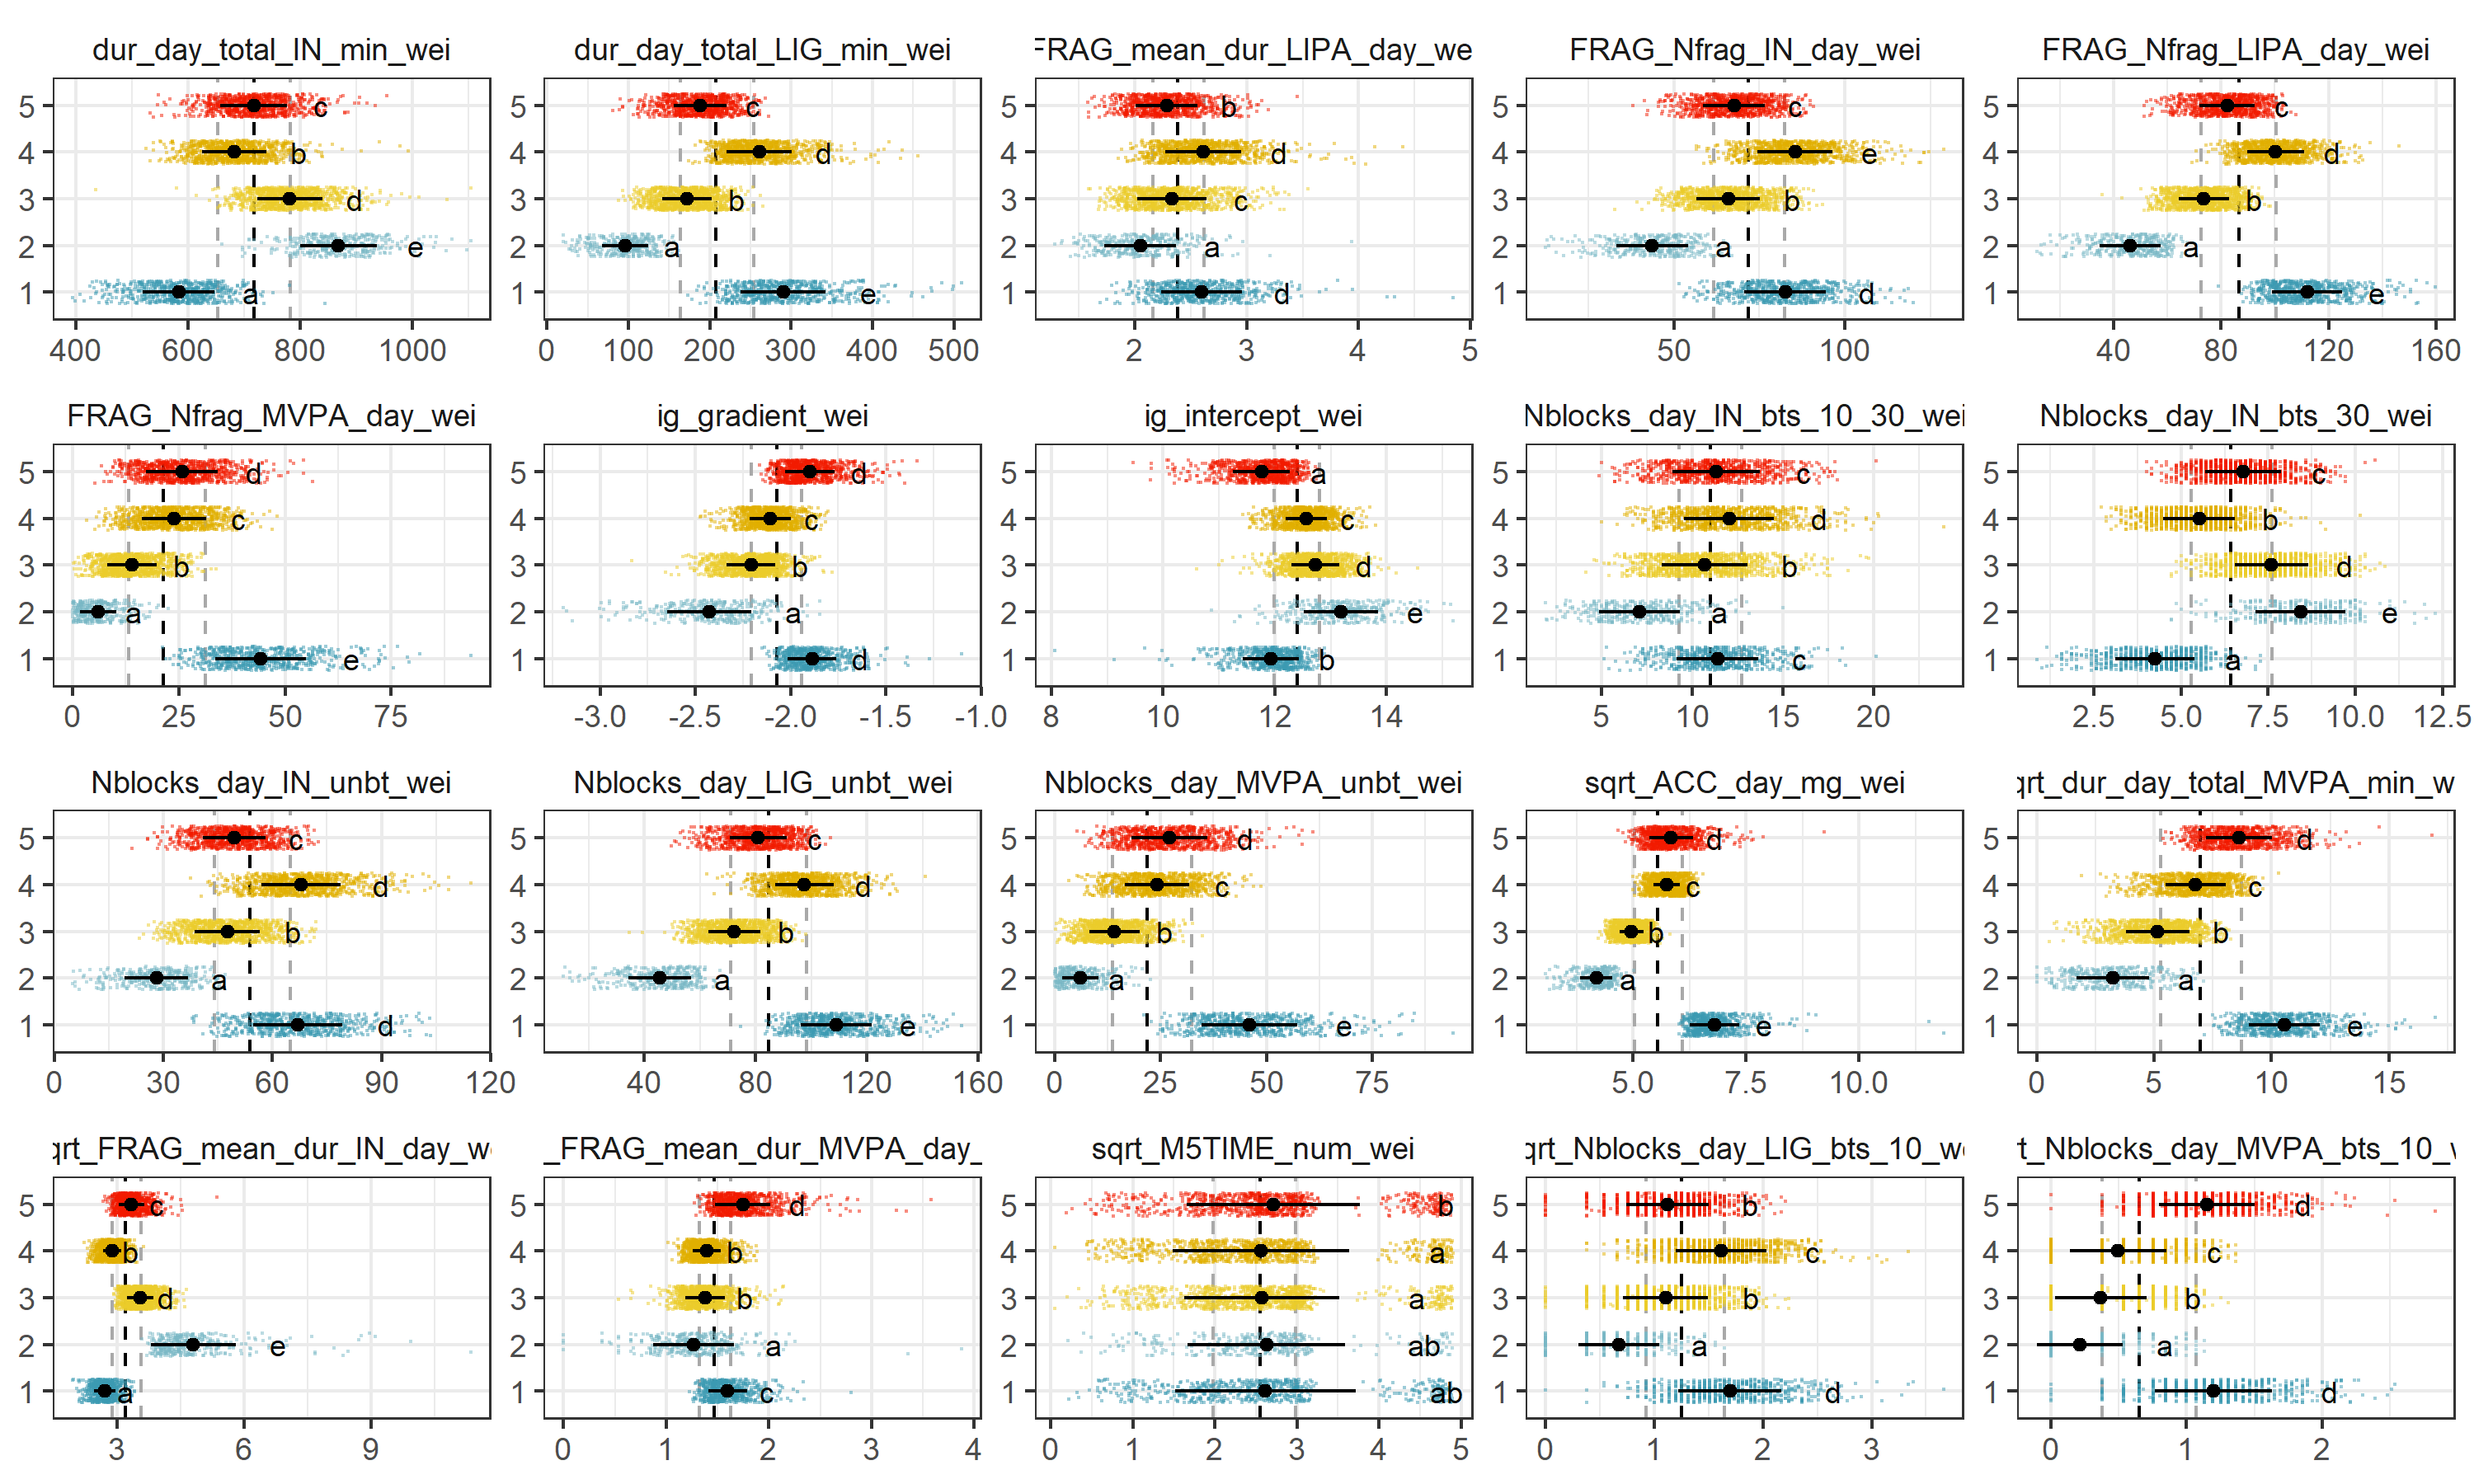 dur_day_total_IN_min_wei dur_day_total_LIG_min_wei FRAG_mean_dur_LIPA_day_we FRAG_Nfrag_IN_day_wei FRAG_Nfrag_LIPA_day_wei
5 c 5 c 5 b 5 c 5 c
4 b 4 d 4 d 4 e 4 d
3 d 3 b 3 c 3 b 3 b
2 e 2 a 2 a 2 a 2 a
1 a 1 e 1 d 1 d 1 e
400 600 800 1000 0 100 200 300 400 500 2 3 4 5 50 100 40 80 120 160
FRAG_Nfrag_MVPA_day_wei ig_gradient_wei ig_intercept_wei Nblocks_day_IN_bts_10_30_wei Nblocks_day_IN_bts_30_wei
5 d 5 d 5 a 5 c 5 c
4 c 4 c 4 c 4 d 4 b
3 b 3 b 3 d 3 b 3 d
2 a 2 a 2 e 2 a 2 e
1 e 1 d 1 b 1 c 1 a
0 25 50 75 -3.0 -2.5 -2.0 -1.5 -1.0 8 10 12 14 5 10 15 20 2.5 5.0 7.5 10.0 12.5
Nblocks_day_IN_unbt_wei Nblocks_day_LIG_unbt_wei Nblocks_day_MVPA_unbt_wei sqrt_ACC_day_mg_wei qrt_dur_day_total_MVPA_min_w
5 c 5 c 5 d 5 d 5 d
4 d 4 d 4 c 4 c 4 c
3 b 3 b 3 b 3 b 3 b
2 a 2 a 2 a 2 a 2 a
1 d 1 e 1 e 1 e 1 e
0 30 60 90 120 40 80 120 160 0 25 50 75 5.0 7.5 10.0 0 5 10 15
qrt_FRAG_mean_dur_IN_day_we _FRAG_mean_dur_MVPA_day_ sqrt_M5TIME_num_wei qrt_Nblocks_day_LIG_bts_10_we t_Nblocks_day_MVPA_bts_10_w
5 c 5 d 5 b 5 b 5 d
4 b 4 b 4 a 4 c 4 c
3 d 3 b 3 a 3 b 3 b
2 e 2 a 2 ab 2 a 2 a
1 a 1 c 1 ab 1 d 1 d
3 6 9 0 1 2 3 4 0 1 2 3 4 5 0 1 2 3 0 1 2